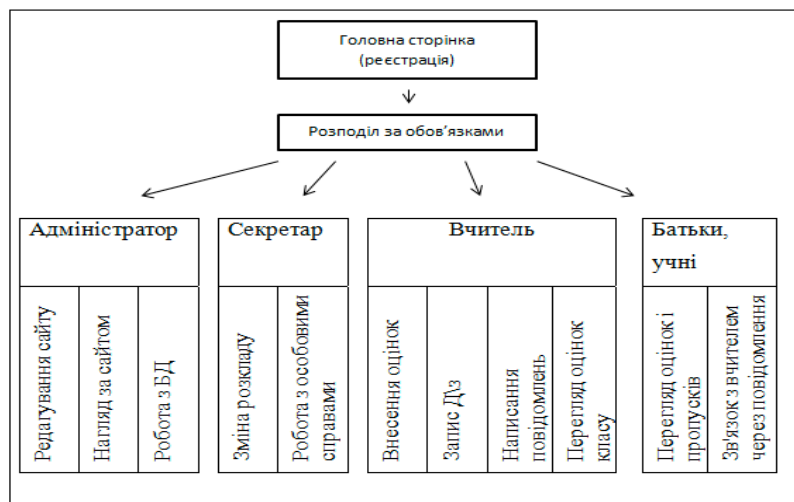 Головна сторінка
(реєстрація)
Розподіл за обов’язками
Адміністратор
Редагування сайту
Нагляд за сайтом
Робота з БД
Секретар
Зміна розкладу
Робота з особовими
справами
Вчитель
Внесення оцінок
Запис Д\з
Написання
повідомлень
Перегляд оцінок
класу
Батьки,
учні
Перегляд оцінок і
пропусків
Зв'язок з вчителем
через повідомлення